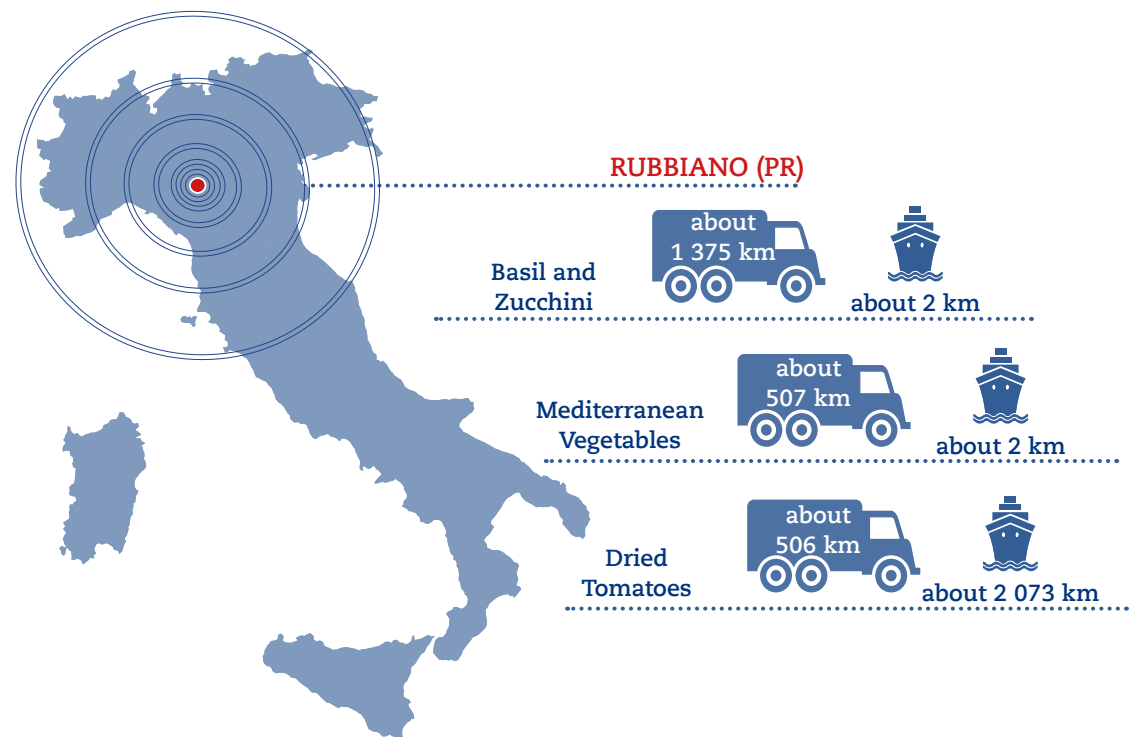 RUBBIANO (PR)
about
1 375 km
Basil and
Zucchini
about 2 km
about
507 km
Mediterranean
Vegetables
about 2 km
about
506 km
Dried
Tomatoes
about 2 073 km